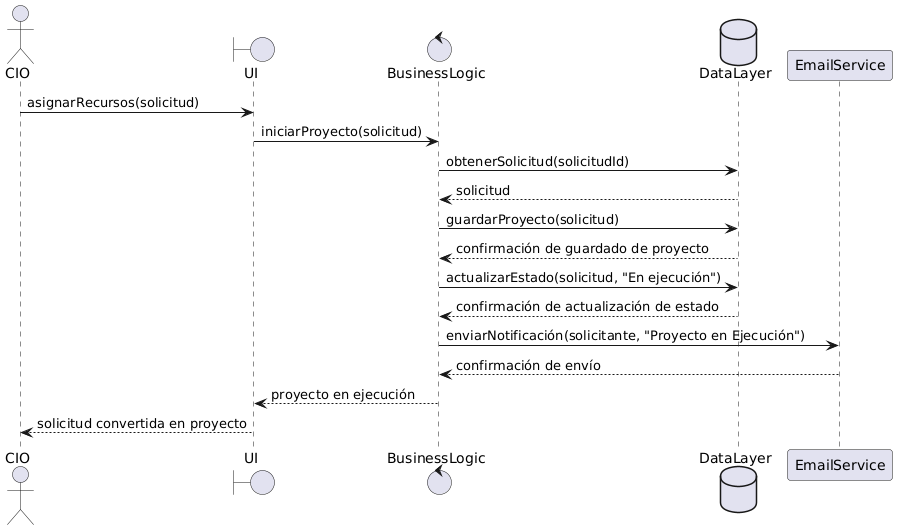 CIO
UI
BusinessLogic
DataLayer
EmailService
asignarRecursos(solicitud)
iniciarProyecto(solicitud)
obtenerSolicitud(solicitudId)
solicitud
guardarProyecto(solicitud)
confirmación de guardado de proyecto
actualizarEstado(solicitud, "En ejecución")
confirmación de actualización de estado
enviarNotificación(solicitante, "Proyecto en Ejecución")
confirmación de envío
proyecto en ejecución
solicitud convertida en proyecto
CIO
UI
BusinessLogic
DataLayer
EmailService